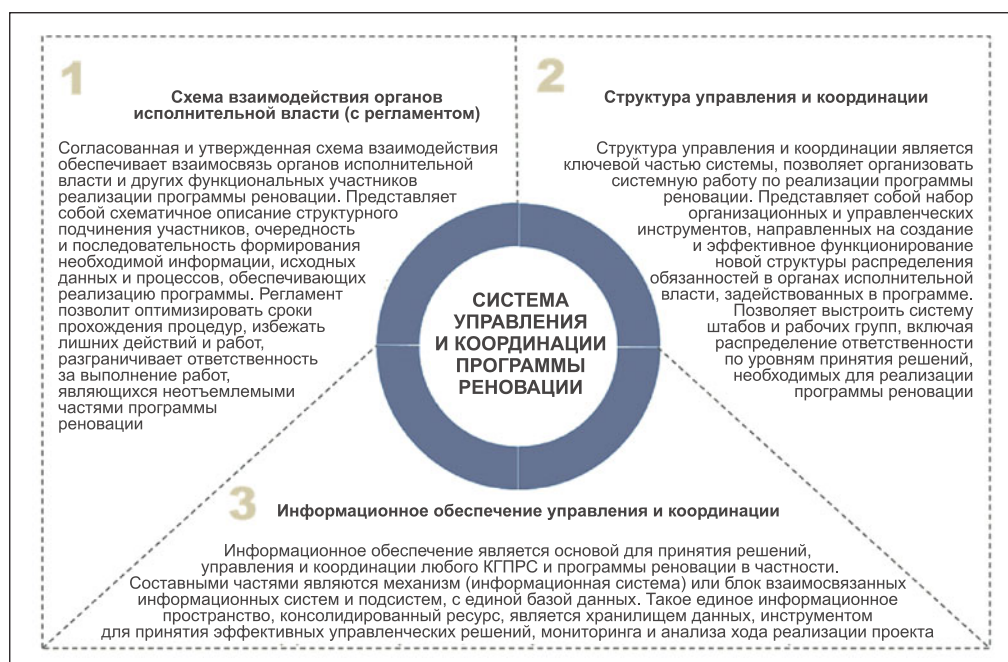 1
Схема взаимодействия органов
исполнительной власти (с регламентом)
Согласованная и утвержденная схема взаимодействия
обеспечивает взаимосвязь органов исполнительной
власти и других функциональных участников
реализации программы реновации. Представляет
собой схематичное описание структурного
подчинения участников, очередность
и последовательность формирования
необходимой информации, исходных
данных и процессов, обеспечивающих
реализацию программы. Регламент
позволит оптимизировать сроки
прохождения процедур, избежать
лишних действий и работ,
разграничивает ответственность
за выполнение работ,
являющихся неотъемлемыми
частями программы
реновации
2
Структура управления и координации
Структура управления и координации является
ключевой частью системы, позволяет организовать
системную работу по реализации программы
реновации. Представляет собой набор
организационных и управленческих
инструментов, направленных на создание
и эффективное функционирование
новой структуры распределения
обязанностей в органах исполнительной
власти, задействованных в программе.
Позволяет выстроить систему
штабов и рабочих групп, включая
распределение ответственности
по уровням принятия решений,
необходимых для реализации
программы реновации
СИСТЕМА
УПРАВЛЕНИЯ
И КООРДИНАЦИИ
ПРОГРАММЫ
РЕНОВАЦИИ
3
Информационное обеспечение управления и координации
Информационное обеспечение является основой для принятия решений,
управления и координации любого КГПРС и программы реновации в частности.
Составными частями являются механизм (информационная система) или блок взаимосвязанных
информационных систем и подсистем, с единой базой данных. Такое единое информационное
пространство, консолидированный ресурс, является хранилищем данных, инструментом
для принятия эффективных управленческих решений, мониторинга и анализа хода реализации проекта